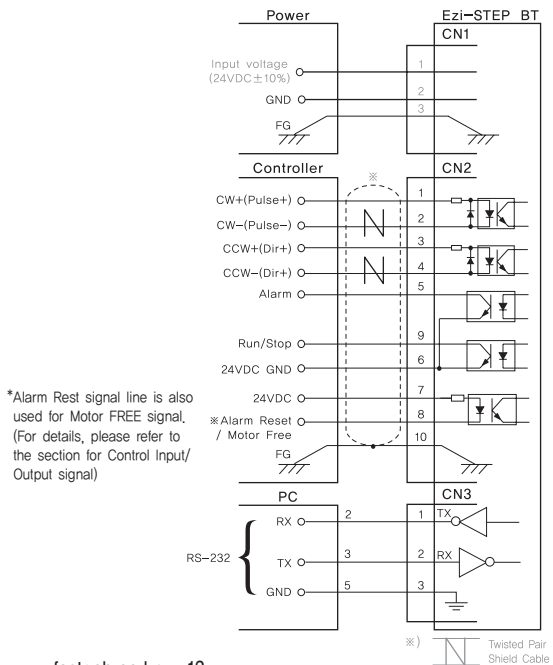 Power
Ezi-STEP BT
CN1
Input voltage
(24VDC±10%)
1
GND
2
3
FG
Controller
CN2
※
CW+(Pulse+)
1
CW-(Pulse-)
2
CCW+(Dir+)
3
CCW-(Dir+)
4
Alarm
5
Run/Stop
9
24VDC GND
6
24VDC
7
※Alarm Reset
/ Motor Free
8
FG
10
*Alarm Rest signal line is also
used for Motor FREE signal.
(For details, please refer to
the section for Control Input/
Output signal)
PC
CN3
RS-232
RX
2
1
TX
TX
3
2
RX
GND
5
3
※)
Twisted Pair
Shield Cable